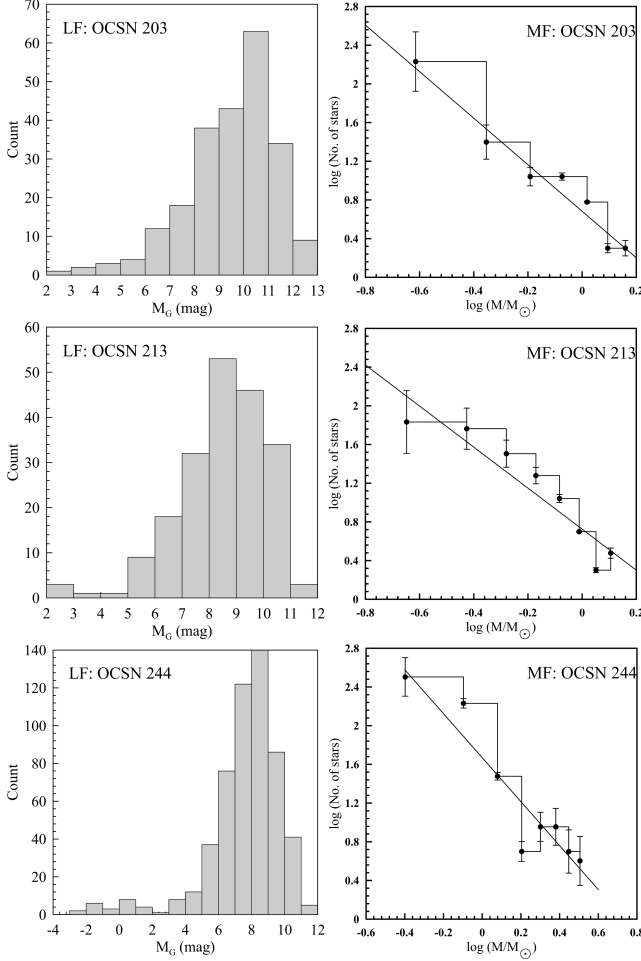 LF: OCSN 203
Count
70
60
50
40
30
20
10
0
2 3 4 5 6 7 8 9 10 11 12 13
M_G (mag)
MF: OCSN 203
log (No. of stars)
2.8
2.4
2
1.6
1.2
0.8
0.4
0
-0.8 -0.6 -0.4 -0.2 0 0.2
log (M/M☉)
LF: OCSN 213
Count
60
50
40
30
20
10
0
2 3 4 5 6 7 8 9 10 11 12
M_G (mag)
MF: OCSN 213
log (No. of stars)
2.8
2.4
2
1.6
1.2
0.8
0.4
0
-0.8 -0.6 -0.4 -0.2 0 0.2
log (M/M☉)
LF: OCSN 244
Count
140
120
100
80
60
40
20
0
-4 -2 0 2 4 6 8 10 12
M_G (mag)
MF: OCSN 244
log (No. of stars)
2.8
2.4
2
1.6
1.2
0.8
0.4
0
-0.6 -0.4 -0.2 0 0.2 0.4 0.6 0.8
log (M/M☉)